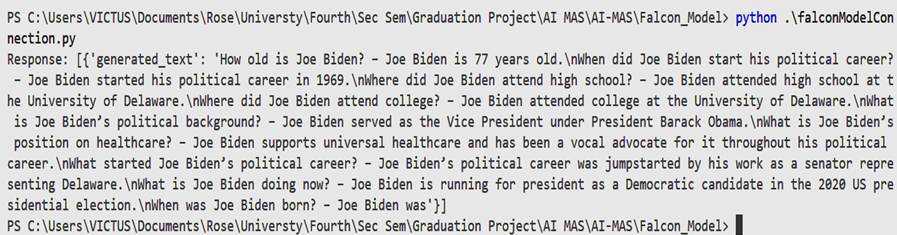 PS C:\Users\VICTUS\Documents\Rose\Universty\Fourth\Sec Sem\Graduation Project\AI MAS\AI-MAS\Falcon_Model> python .\falconModelCon
nection.py
Response: [{'generated_text': 'How old is Joe Biden? – Joe Biden is 77 years old.\nWhen did Joe Biden start his political career?
 – Joe Biden started his political career in 1969.\nWhere did Joe Biden attend high school? – Joe Biden attended high school at t
he University of Delaware.\nWhere did Joe Biden attend college? – Joe Biden attended college at the University of Delaware.\nWhat
 is Joe Biden’s political background? – Joe Biden served as the Vice President under President Barack Obama.\nWhat is Joe Biden’s
 position on healthcare? – Joe Biden supports universal healthcare and has been a vocal advocate for it throughout his political
career.\nWhat started Joe Biden’s political career? – Joe Biden’s political career was jumpstarted by his work as a senator repre
senting Delaware.\nWhat is Joe Biden doing now? – Joe Biden is running for president as a Democratic candidate in the 2020 US pre
sidential election.\nWhen was Joe Biden born? – Joe Biden was'}]
PS C:\Users\VICTUS\Documents\Rose\Universty\Fourth\Sec Sem\Graduation Project\AI MAS\AI-MAS\Falcon_Model>